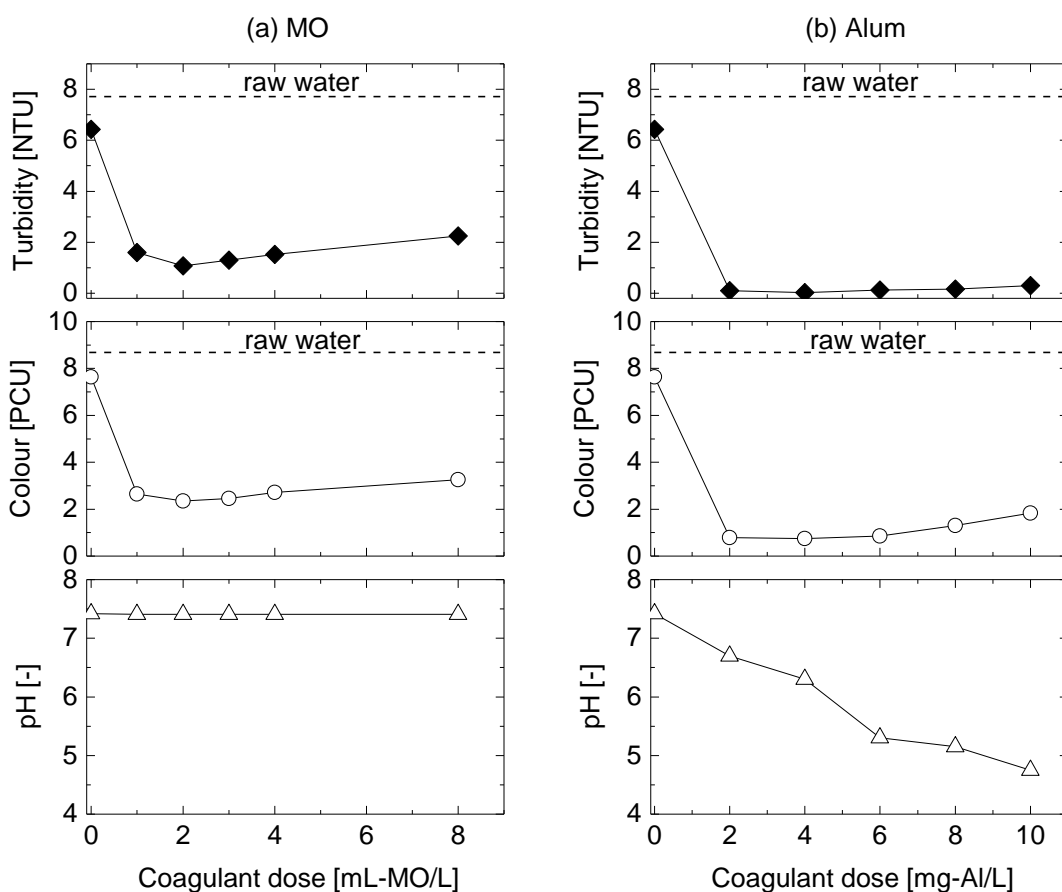 (a) MO
(b) Alum
raw water
8
6
4
2
0
Turbidity [NTU]
raw water
8
6
4
2
0
Turbidity [NTU]
raw water
10
8
6
4
2
0
Colour [PCU]
raw water
10
8
6
4
2
0
Colour [PCU]
8
7
6
5
4
pH [-]
0 2 4 6 8
Coagulant dose [mL-MO/L]
8
7
6
5
4
pH [-]
0 2 4 6 8 10
Coagulant dose [mg-Al/L]